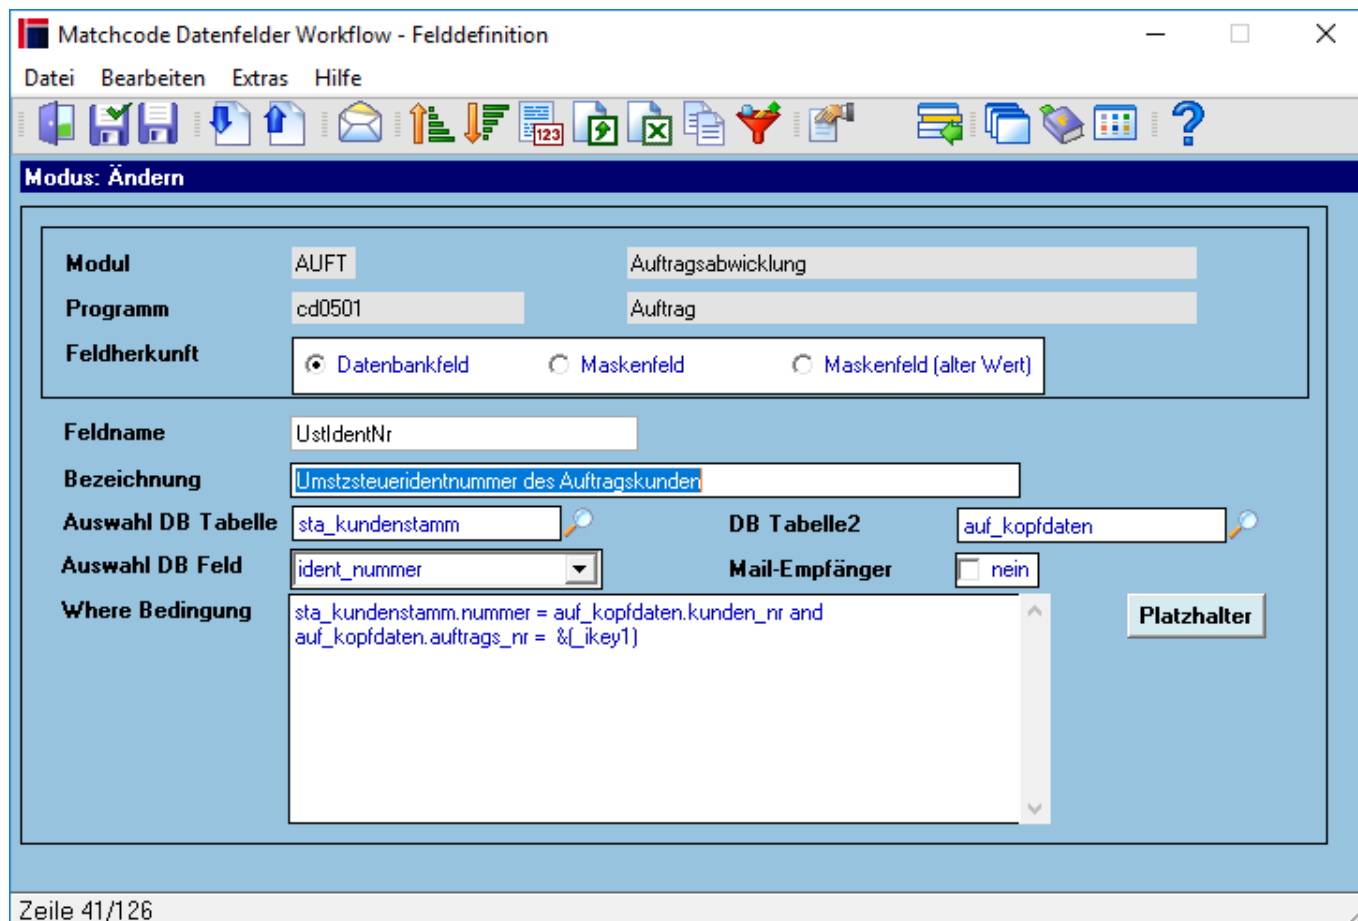 Matchcode Datenfelder Workflow - Felddefinition
Datei Bearbeiten Extras Hilfe
123
Modus: Ändern
Modul AUFT Auftragsabwicklung
Programm cd0501 Auftrag
Feldherkunft Datenbankfeld Maskenfeld Maskenfeld (alter Wert)
Feldname UstIdentNr
Bezeichnung Umstzsteueridentnummer des Auftragskunden
Auswahl DB Tabelle sta_kundenstamm DB Tabelle2 auf_kopfdaten
Auswahl DB Feld ident_nummer Mail-Empfänger nein
Where Bedingung sta_kundenstamm.nummer = auf_kopfdaten.kunden_nr and Platzhalter
auf_kopfdaten.auftrags_nr = &(_ikey1)
Zeile 41/126